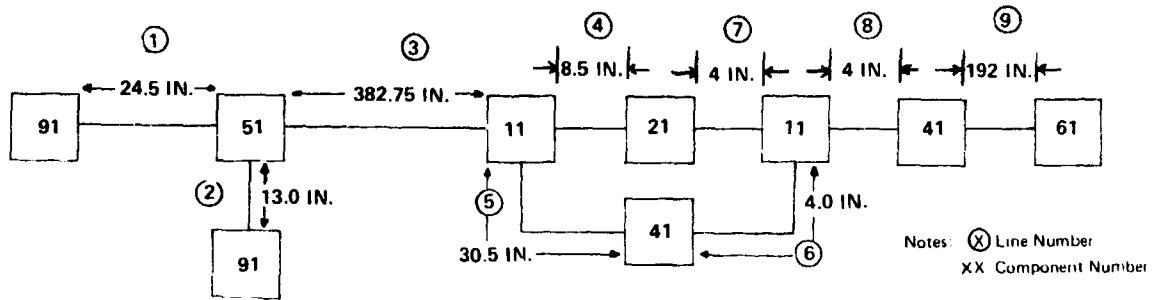 ① ③ ④ ⑦ ⑧ ⑨
24.5 IN. 382.75 IN. 8.5 IN. 4 IN. 4 IN. 192 IN.
91 51 11 21 11 41 61
② 13.0 IN. ⑤ 4.0 IN.
91 30.5 IN. 41 ⑥
Notes: Ⓧ Line Number
XX Component Number